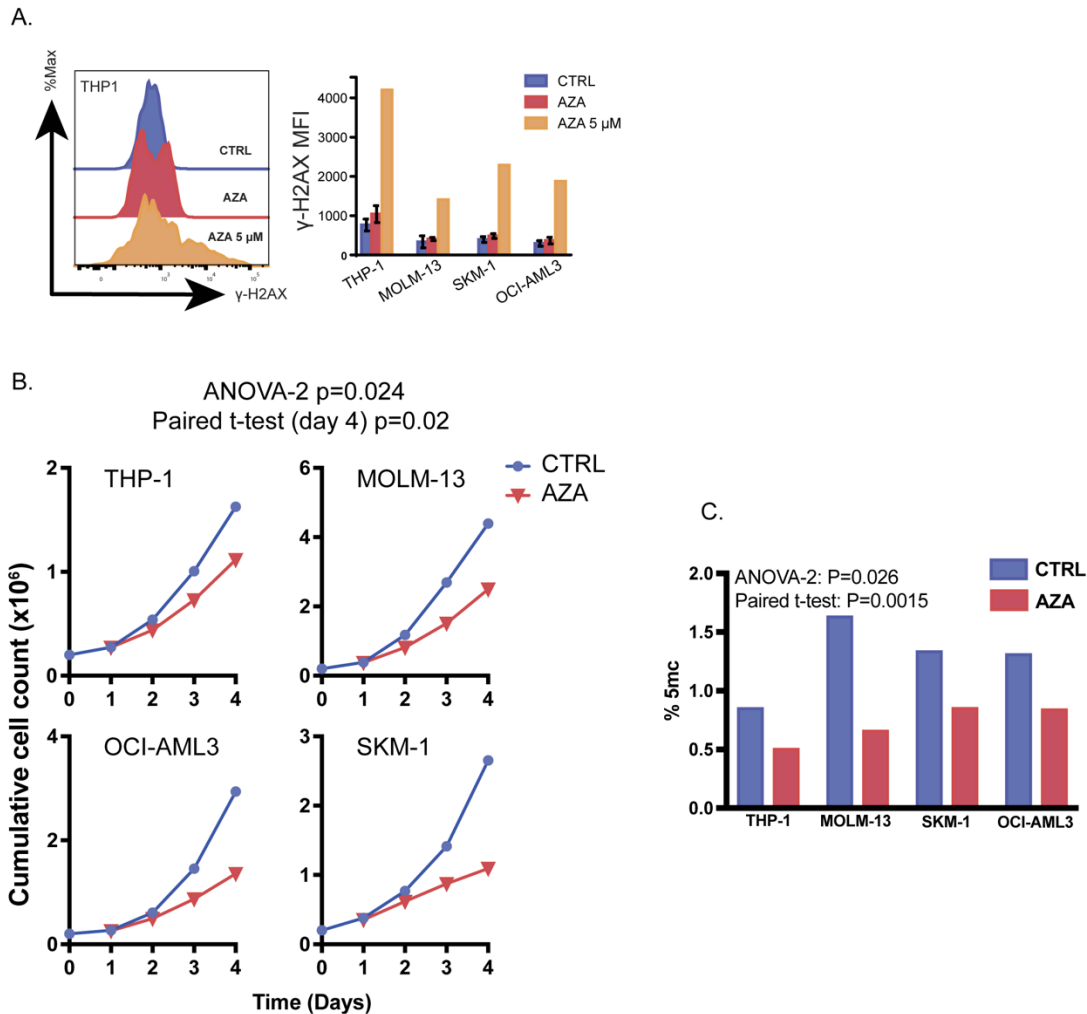 A.
%Max
THP1
CTRL
AZA
AZA 5 µM
10³
10⁴
10⁵
γ-H2AX
γ-H2AX MFI
4000
3000
2000
1000
0
CTRL
AZA
AZA 5 µM
THP-1
MOLM-13
SKM-1
OCI-AML3
B.
ANOVA-2 p=0.024
Paired t-test (day 4) p=0.02
Cumulative cell count (x10⁶)
THP-1
2
1
0
0 1 2 3 4
MOLM-13
6
4
2
0
0 1 2 3 4
CTRL
AZA
OCI-AML3
4
2
0
0 1 2 3 4
SKM-1
3
2
1
0
0 1 2 3 4
Time (Days)
C.
ANOVA-2: P=0.026
Paired t-test: P=0.0015
CTRL
AZA
% 5mc
2.0
1.5
1.0
0.5
0.0
THP-1 MOLM-13 SKM-1 OCI-AML3